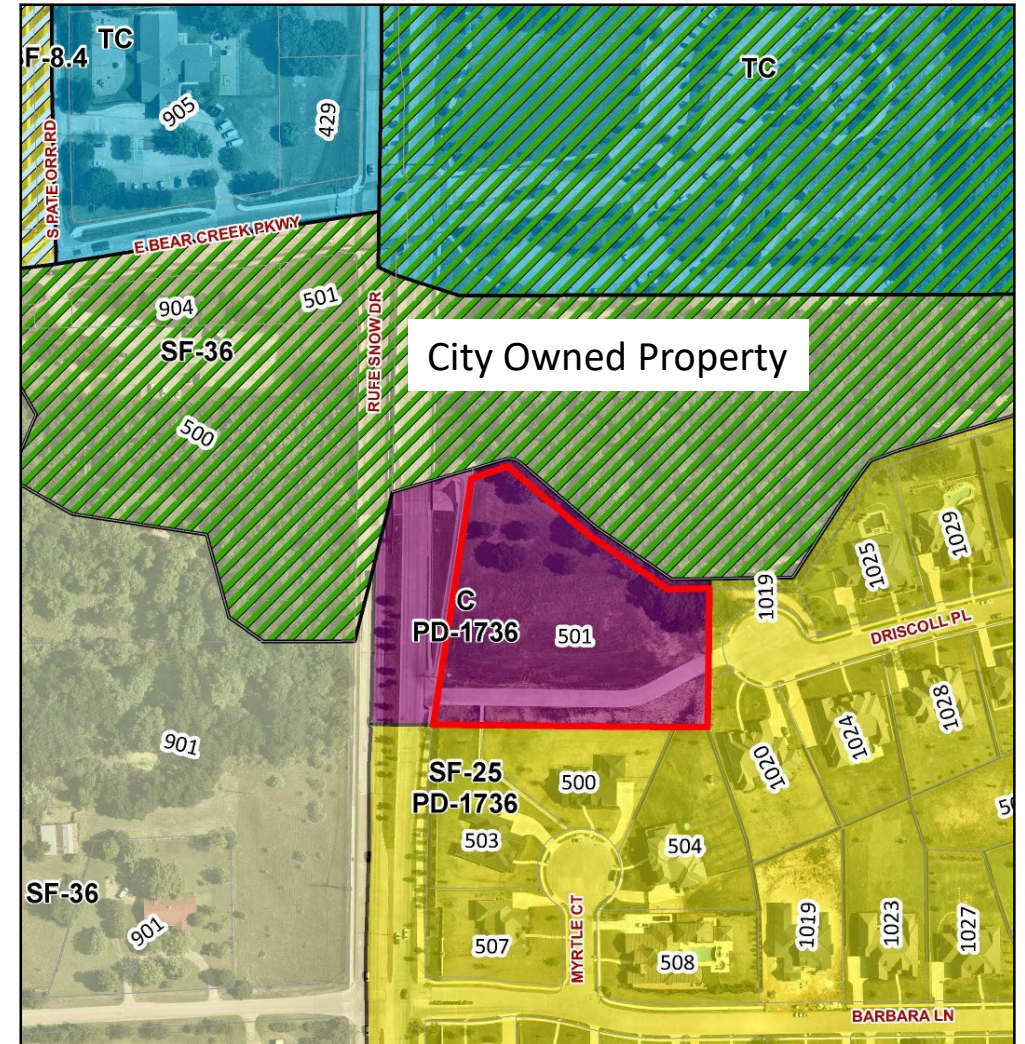 TC
F-8.4
905
429
S PATE ORR RD
E BEAR CREEK PKWY
TC
904
501
SF-36
500
RUFE SNOW DR
City Owned Property
C
PD-1736
501
1019
1025
1029
DRISCOLL PL
901
SF-25
PD-1736
500
503
504
1020
1024
1028
SF-36
901
507
MYRTLE CT
508
1019
1023
1027
BARBARA LN